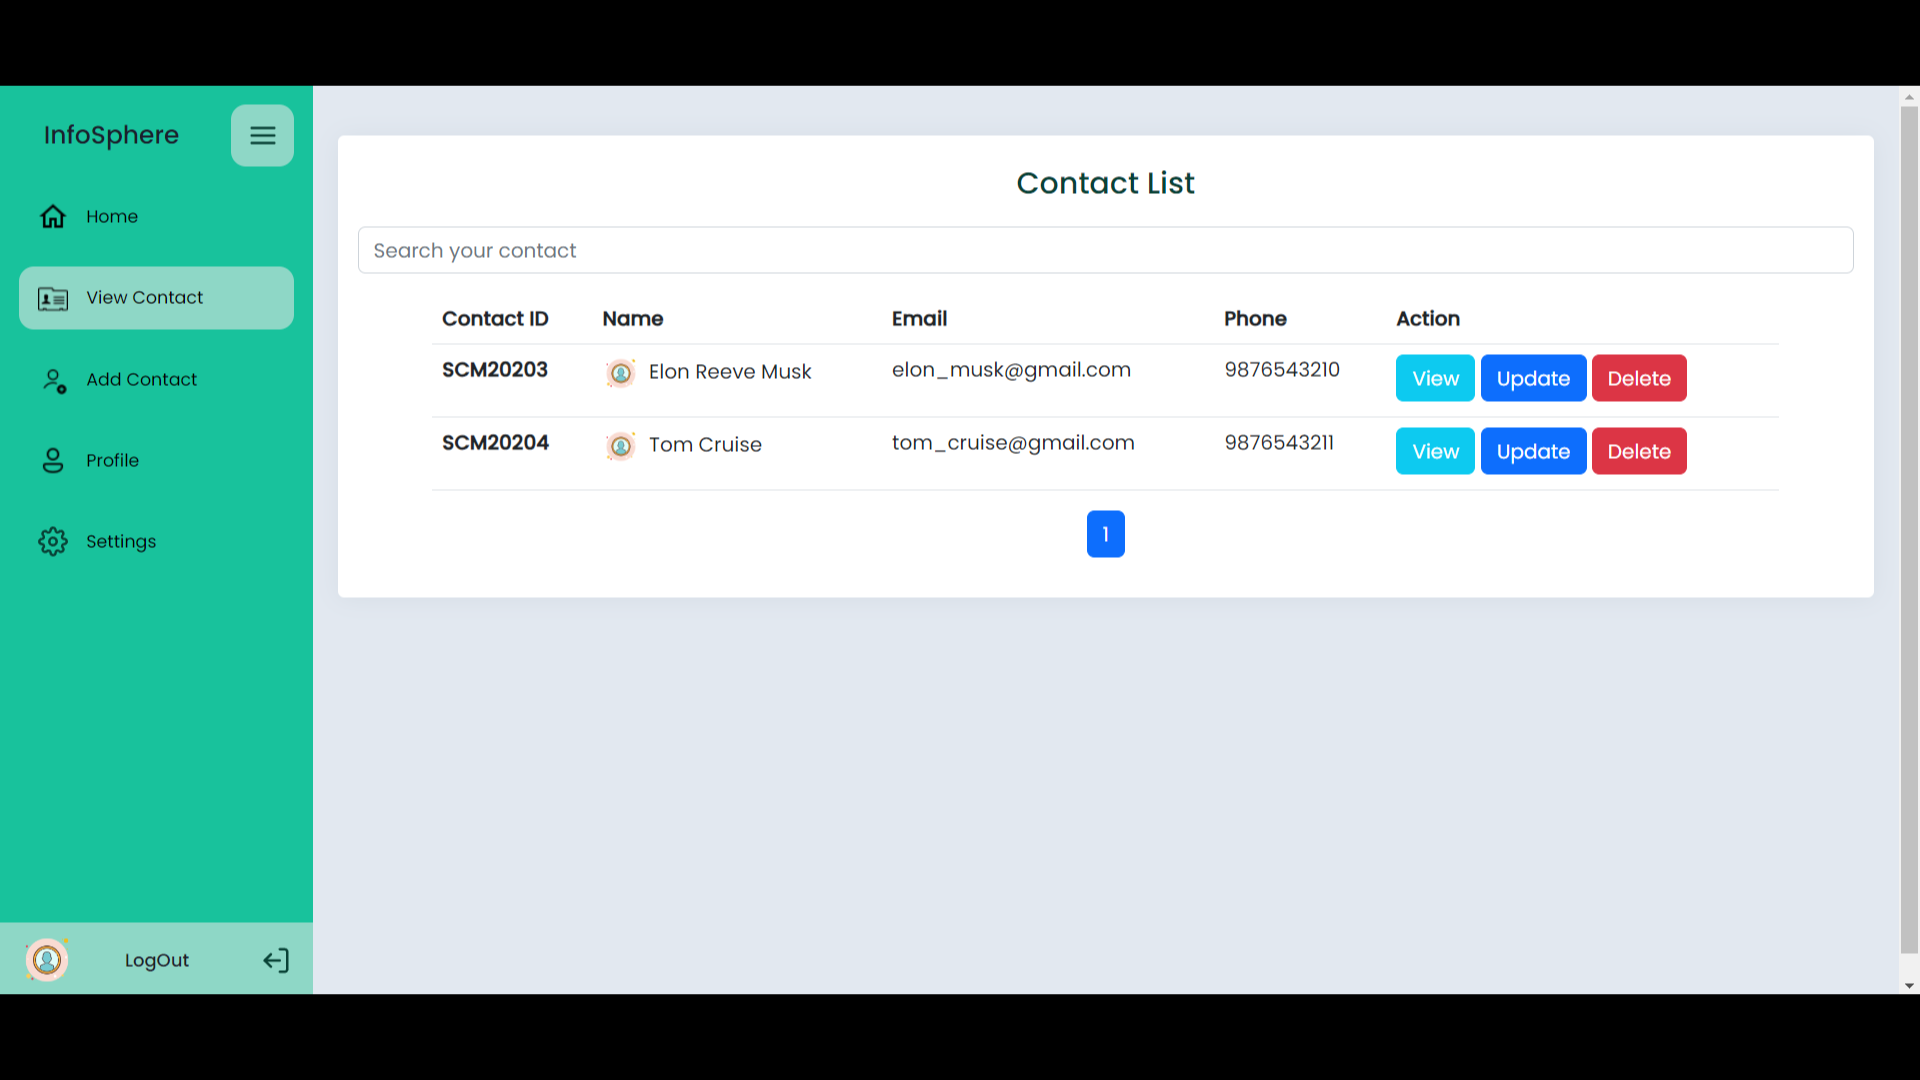 InfoSphere
Home
View Contact
Add Contact
Profile
Settings
LogOut
Contact List
Search your contact
Contact ID Name Email Phone Action
SCM20203 Elon Reeve Musk elon_musk@gmail.com 9876543210 View Update Delete
SCM20204 Tom Cruise tom_cruise@gmail.com 9876543211 View Update Delete
1